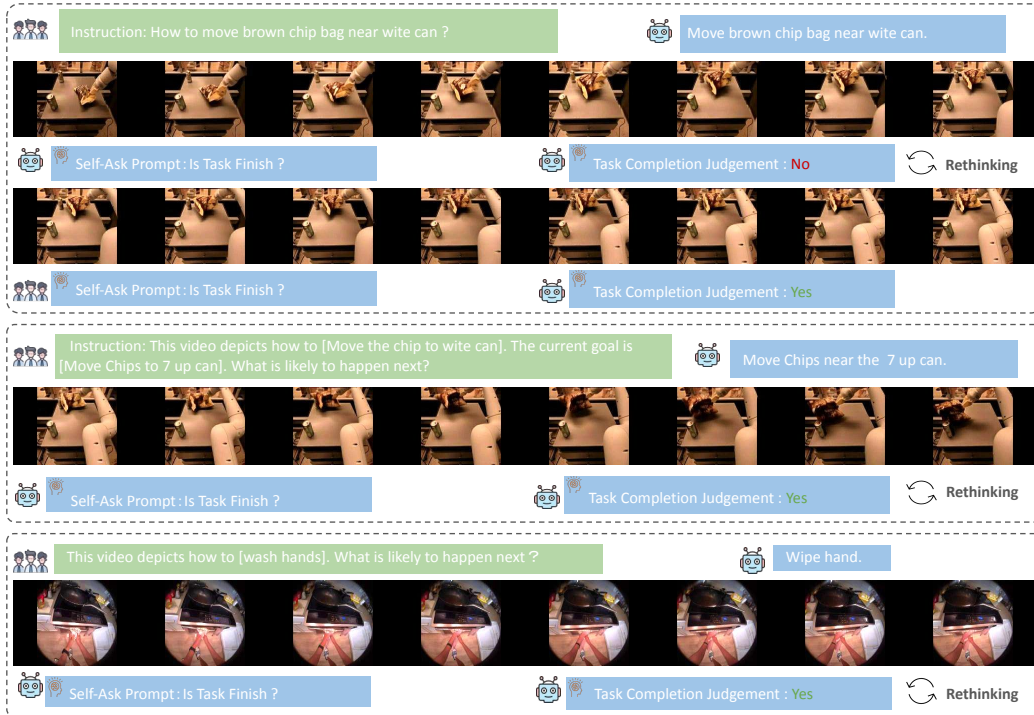 Instruction: How to move brown chip bag near wite can ?
Move brown chip bag near wite can.
Self-Ask Prompt: Is Task Finish ?
Task Completion Judgement : No
Rethinking
Self-Ask Prompt: Is Task Finish ?
Task Completion Judgement : Yes
Instruction: This video depicts how to [Move the chip to wite can]. The current goal is
[Move Chips to 7 up can]. What is likely to happen next?
Move Chips near the 7 up can.
Self-Ask Prompt: Is Task Finish ?
Task Completion Judgement : Yes
Rethinking
This video depicts how to [wash hands]. What is likely to happen next ?
Wipe hand.
Self-Ask Prompt: Is Task Finish ?
Task Completion Judgement : Yes
Rethinking